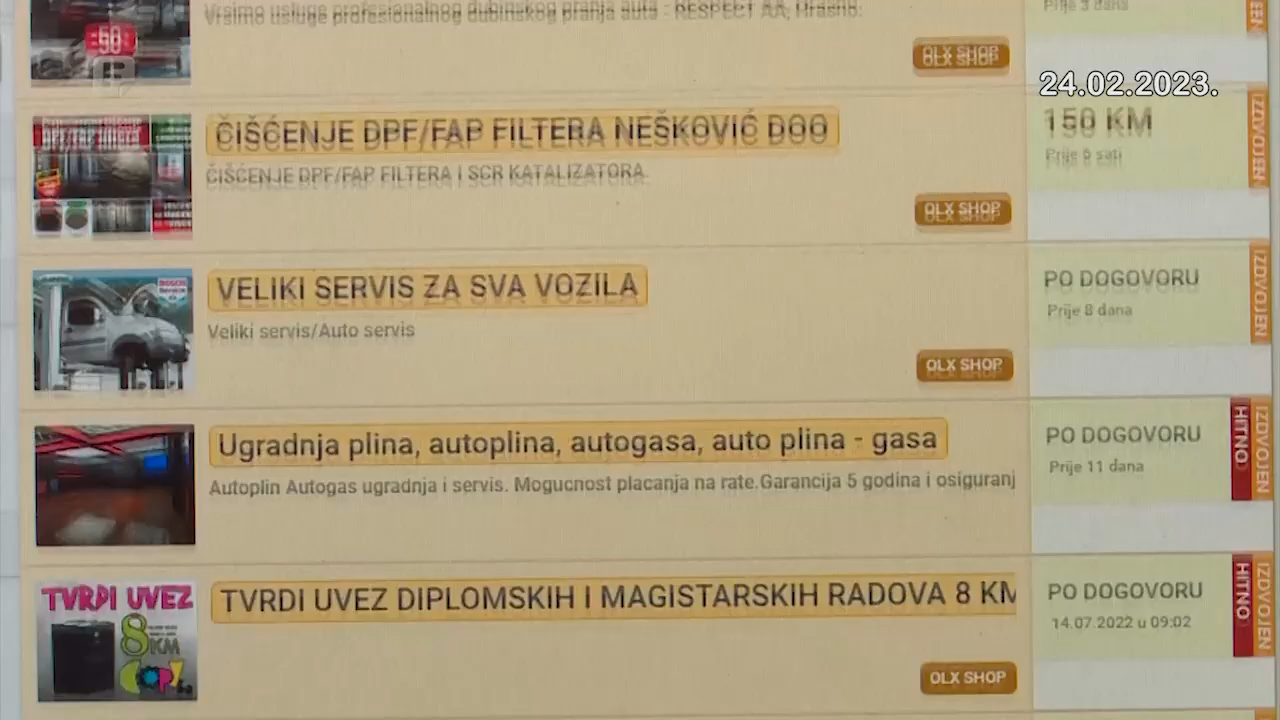 Vršimo usluge profesionalnog dubinskog pranja auta - RESPECT AA, Hrasno.
Prije 3 dana
-50
OLX SHOP
24.02.2023.
ČIŠĆENJE DPF/FAP FILTERA NEŠKOVIĆ DOO
150 KM
IZDVOJEN
ČIŠĆENJE DPF/FAP FILTERA I SCR KATALIZATORA.
OLX SHOP
VELIKI SERVIS ZA SVA VOZILA
PO DOGOVORU
IZDVOJEN
Veliki servis/Auto servis
Prije 8 dana
OLX SHOP
Ugradnja plina, autoplina, autogasa, auto plina - gasa
PO DOGOVORU
HITNO
IZDVOJEN
Autoplin Autogas ugradnja i servis. Mogucnost placanja na rate.Garancija 5 godina i osiguranj
Prije 11 dana
TVRDI UVEZ
8
KM
TVRDI UVEZ DIPLOMSKIH I MAGISTARSKIH RADOVA 8 KM
PO DOGOVORU
HITNO
IZDVOJEN
14.07.2022 u 09:02
OLX SHOP